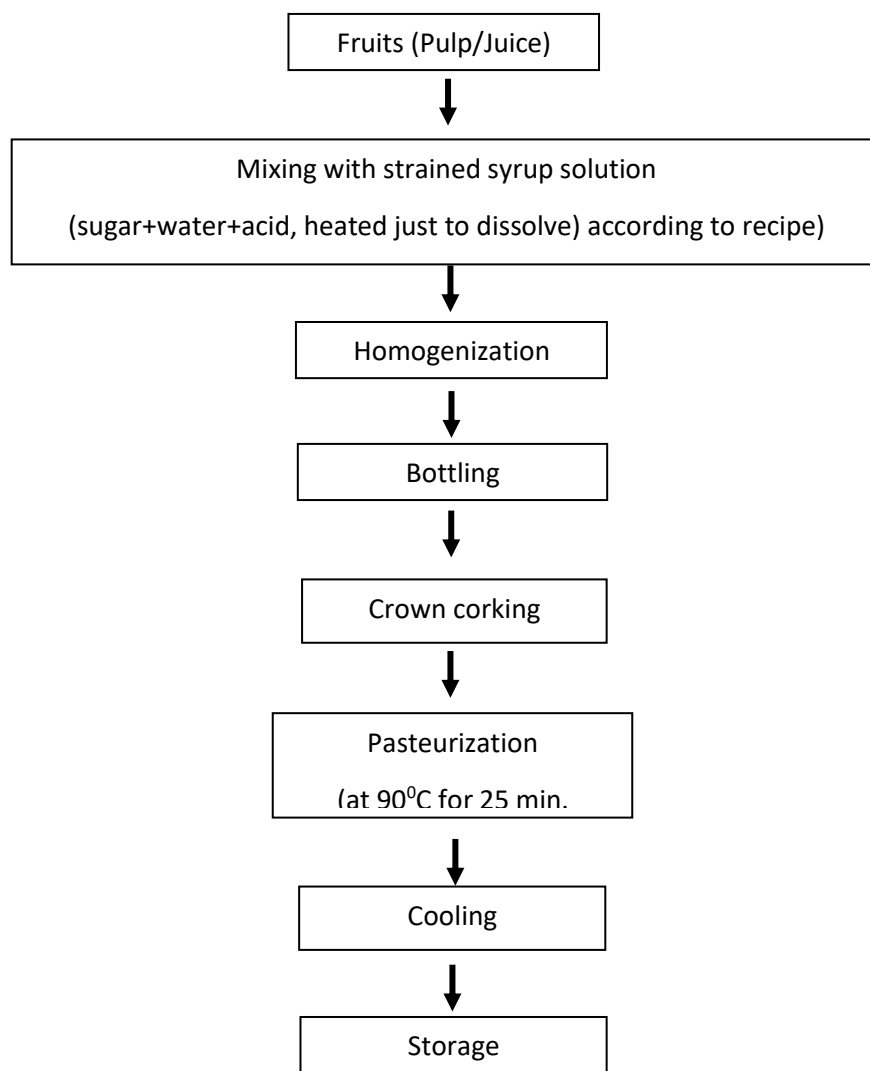 Fruits (Pulp/Juice)
Mixing with strained syrup solution
(sugar+water+acid, heated just to dissolve) according to recipe)
Homogenization
Bottling
Crown corking
Pasteurization
(at 90⁰C for 25 min.
Cooling
Storage